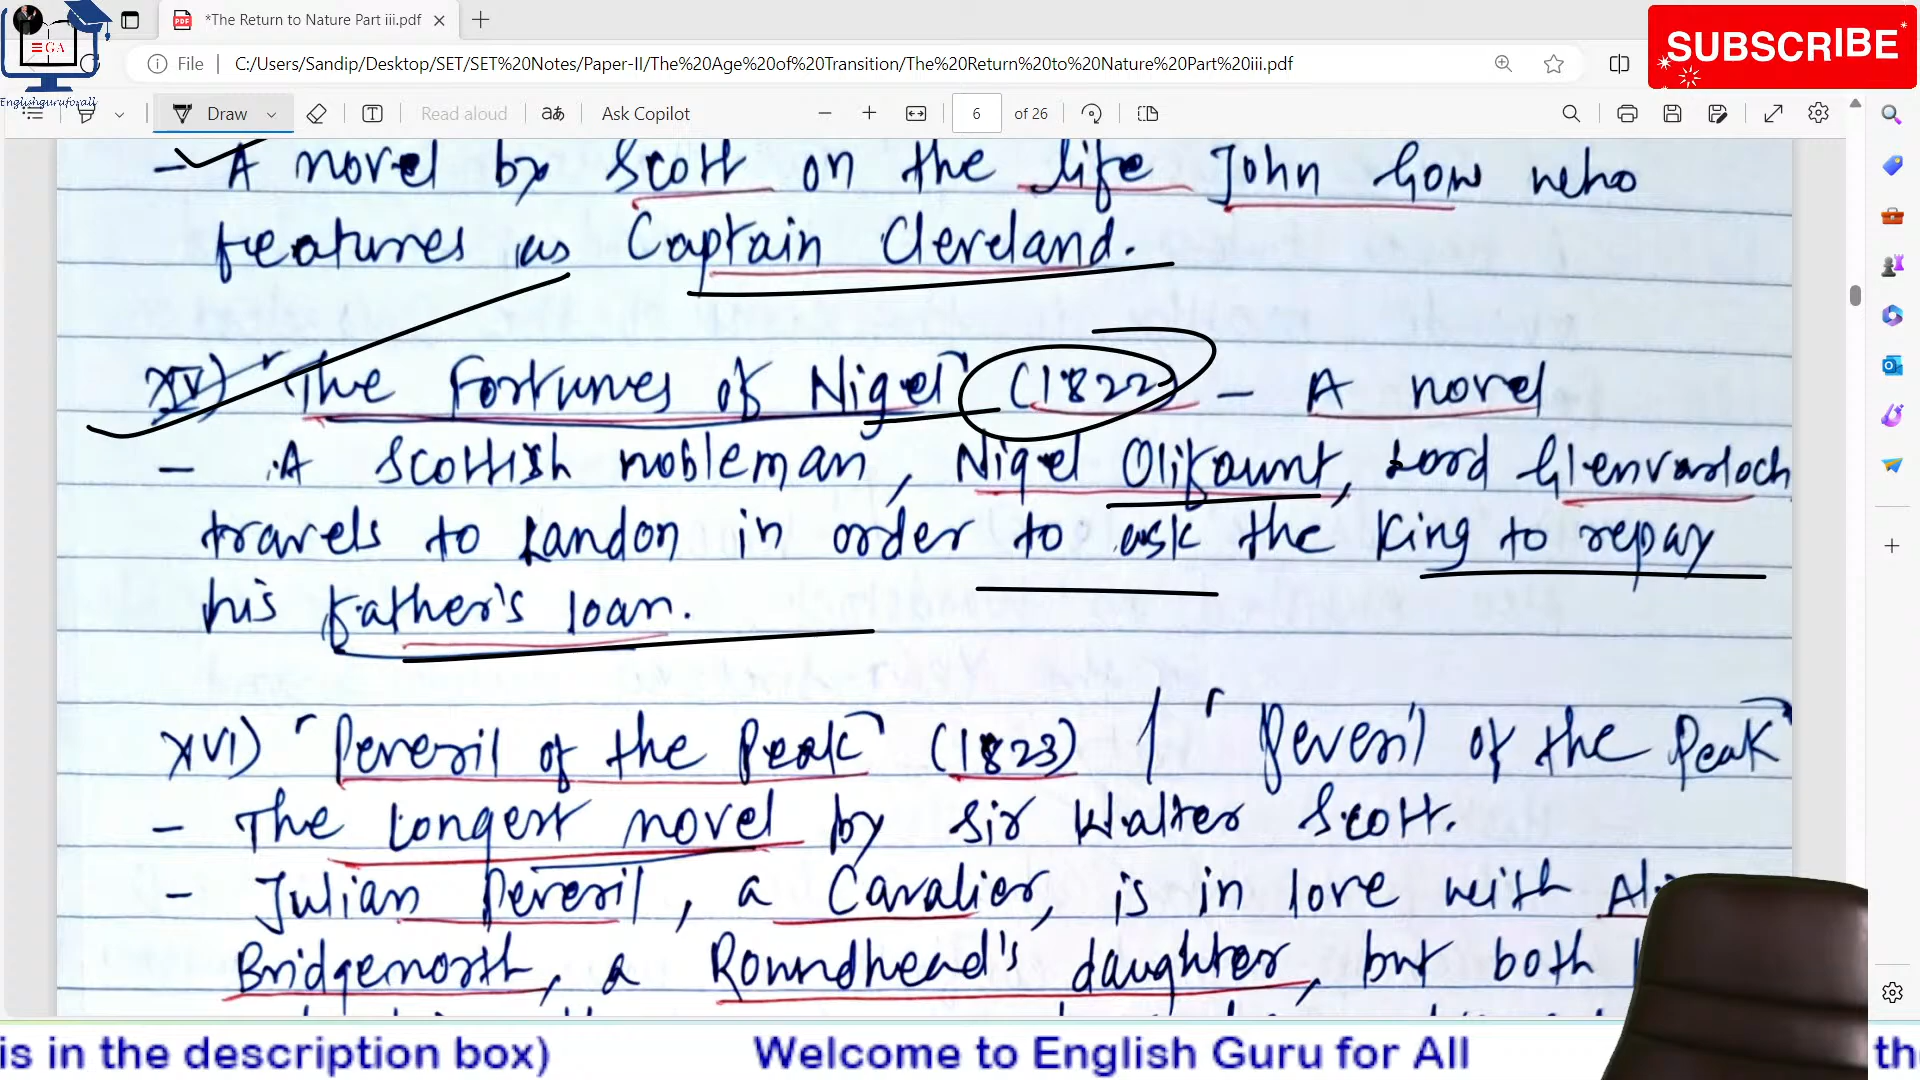 *The Return to Nature Part iii.pdf
File C:/Users/Sandip/Desktop/SET/SET%20Notes/Paper-II/The%20Age%20of%20Transition/The%20Return%20to%20Nature%20Part%20iii.pdf
SUBSCRIBE
≡GA
Englishguruforall
Draw Read aloud aあ Ask Copilot 6 of 26
- A novel by Scott on the life John Gow who
features as Captain Cleveland.
XV) "The Fortunes of Nigel" (1822) - A novel
- A Scottish nobleman, Nigel Olifaunt, Lord Glenvarloch
travels to London in order to ask the King to repay
his father's loan.
XVI) "Peveril of the Peak" (1823) / "Peveril of the Peak"
- The longest novel by Sir Walter Scott.
- Julian Peveril, a Cavalier, is in love with
Bridgenorth, a Roundhead's daughter, but both
is in the description box) Welcome to English Guru for All